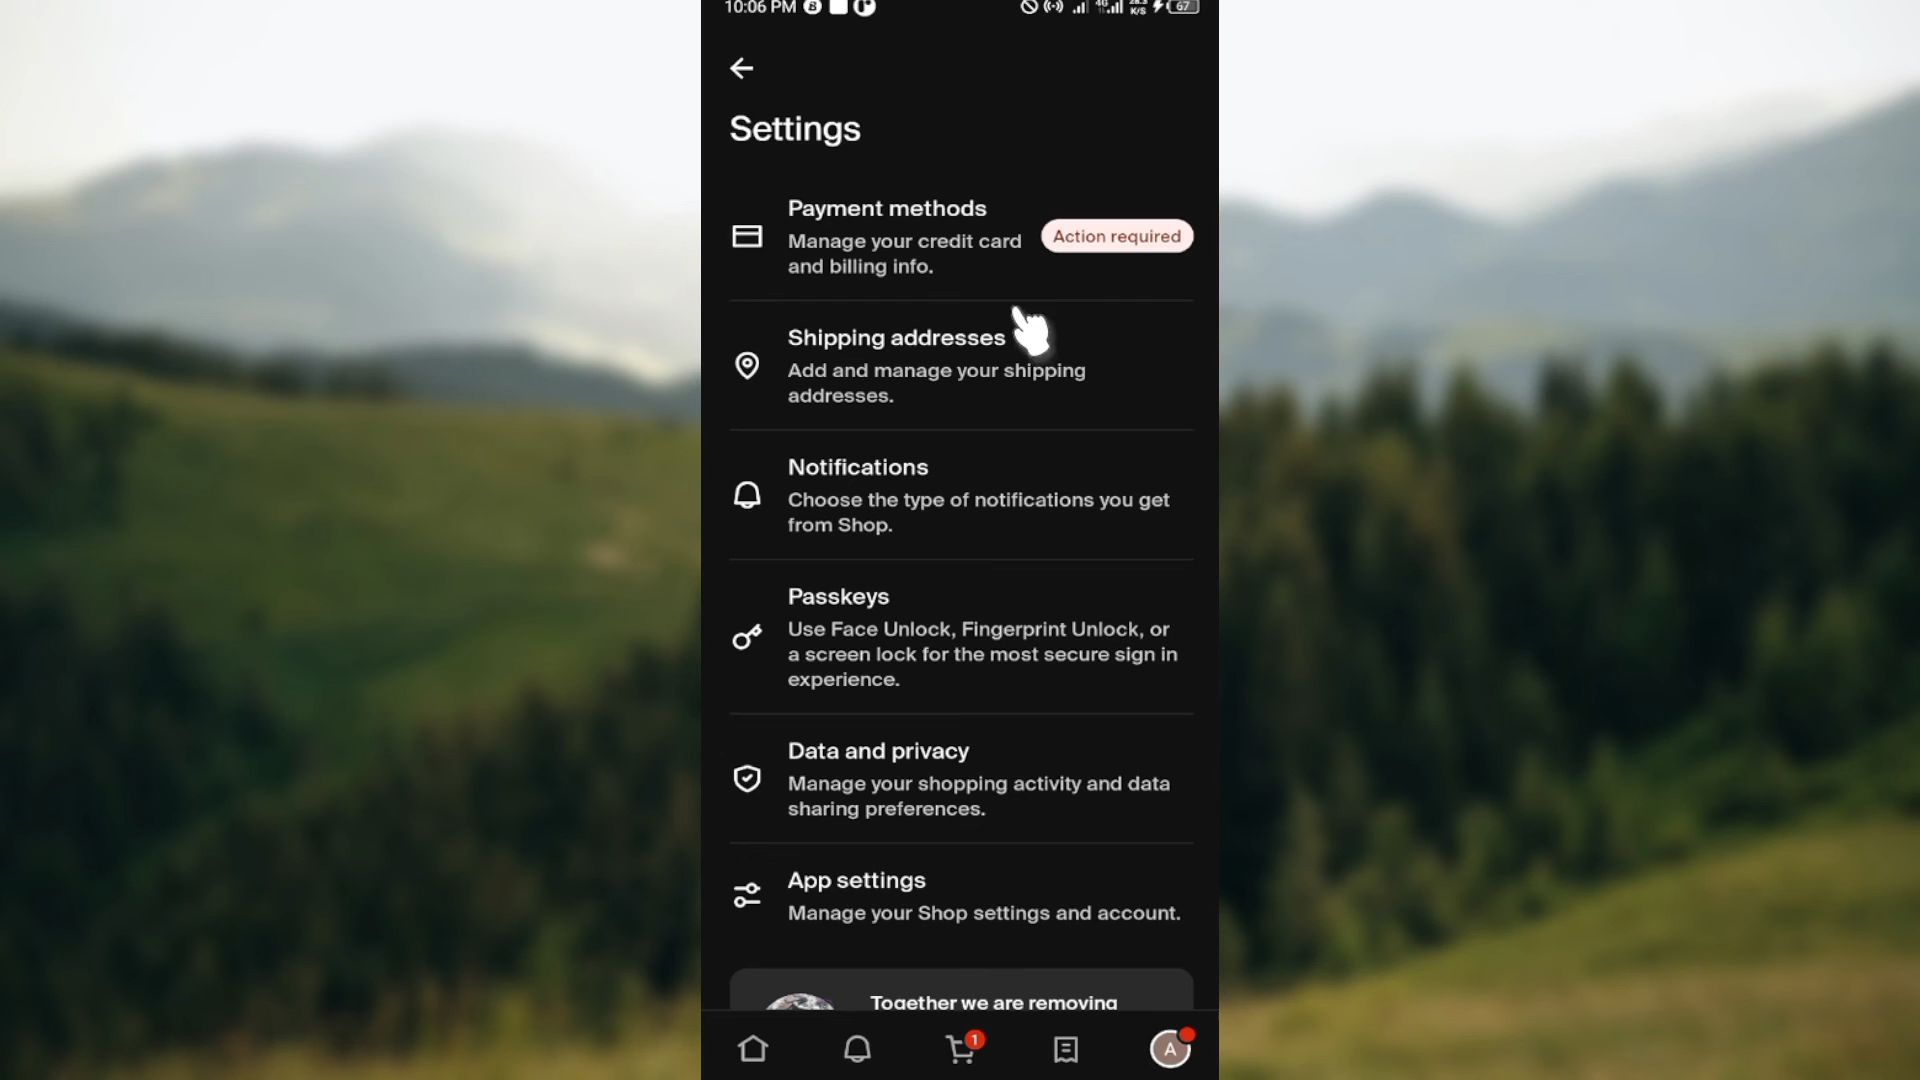 10:06 PM
4G
K/S
67
Settings
Payment methods
Manage your credit card
and billing info.
Action required
Shipping addresses
Add and manage your shipping
addresses.
Notifications
Choose the type of notifications you get
from Shop.
Passkeys
Use Face Unlock, Fingerprint Unlock, or
a screen lock for the most secure sign in
experience.
Data and privacy
Manage your shopping activity and data
sharing preferences.
App settings
Manage your Shop settings and account.
Together we are removing
1
A